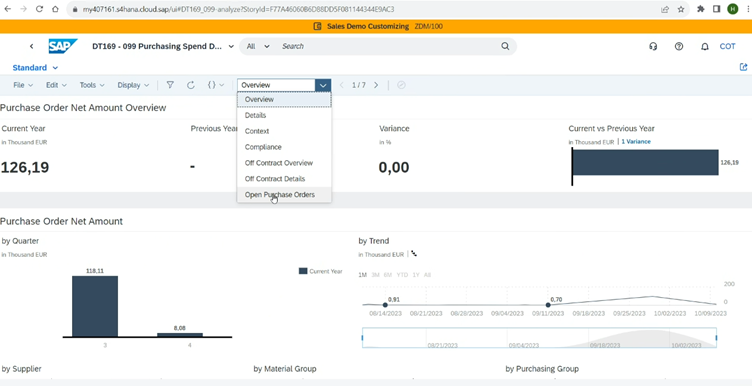 my407161.s4hana.cloud.sap/ui#DT169_099-analyze?StoryId=F77A46060B6D88DD5F081144344E9AC3
H
Sales Demo Customizing ZDM/100
SAP DT169 - 099 Purchasing Spend D... All Search COT
Standard
File Edit Tools Display { } Overview 1 / 7
Overview
Details
Context
Compliance
Off Contract Overview
Off Contract Details
Open Purchase Orders
Purchase Order Net Amount Overview
Current Year Previous Year Variance Current vs Previous Year
in Thousand EUR in % in Thousand EUR | 1 Variance
126,19 - 0,00 126,19
Purchase Order Net Amount
by Quarter by Trend
in Thousand EUR in Thousand EUR |
118,11 Current Year 1M 3M 6M YTD 1Y All
200
8,08 0,91 0,70 0
08/14/2023 08/21/2023 08/28/2023 09/04/2023 09/11/2023 09/18/2023 09/25/2023 10/02/2023 10/09/2023
3 4 08/21/2023 09/04/2023 09/18/2023 10/02/2023
by Supplier by Material Group by Purchasing Group